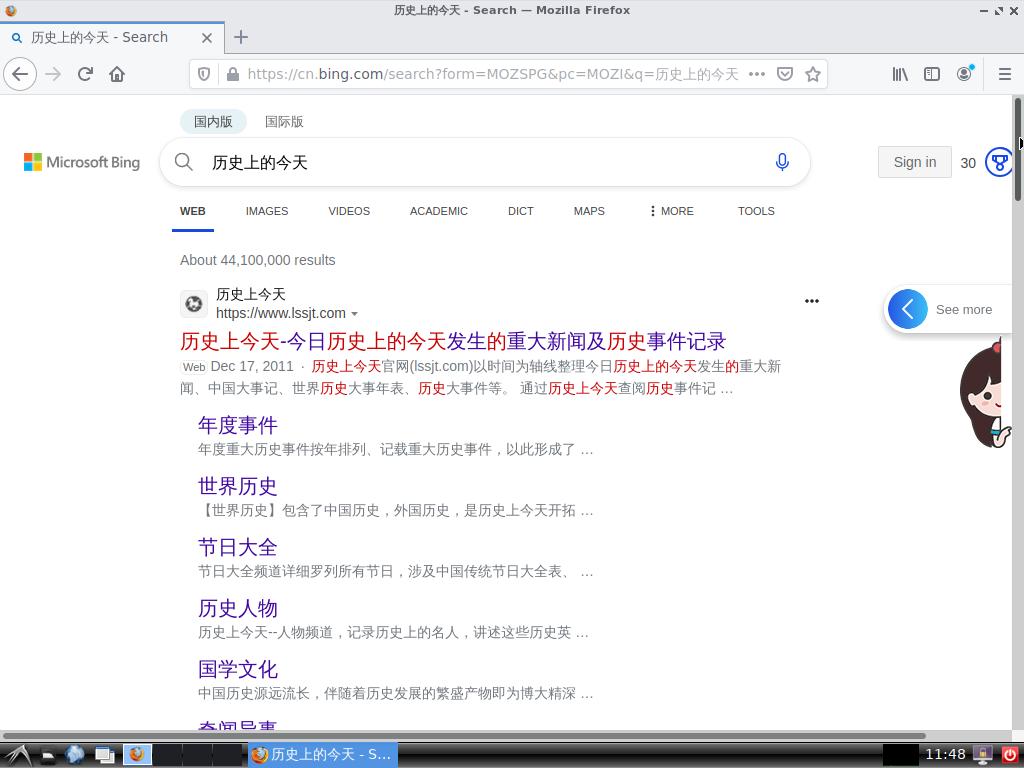 历史上的今天 - Search — Mozilla Firefox
历史上的今天 - Search
https://cn.bing.com/search?form=MOZSPG&pc=MOZI&q=历史上的今天
国内版 国际版
Microsoft Bing
历史上的今天
Sign in 30
WEB IMAGES VIDEOS ACADEMIC DICT MAPS MORE TOOLS
About 44,100,000 results
历史上今天
https://www.lssjt.com
See more
历史上今天-今日历史上的今天发生的重大新闻及历史事件记录
Web Dec 17, 2011 · 历史上今天官网(lssjt.com)以时间为轴线整理今日历史上的今天发生的重大新
闻、中国大事记、世界历史大事年表、历史大事件等。 通过历史上今天查阅历史事件记 …
年度事件
年度重大历史事件按年排列、记载重大历史事件，以此形成了 …
世界历史
【世界历史】包含了中国历史，外国历史，是历史上今天开拓 …
节日大全
节日大全频道详细罗列所有节日，涉及中国传统节日大全表、 …
历史人物
历史上今天--人物频道，记录历史上的名人，讲述这些历史英 …
国学文化
中国历史源远流长，伴随着历史发展的繁盛产物即为博大精深 …
奇闻异事
历史上的今天 - S...
11:48